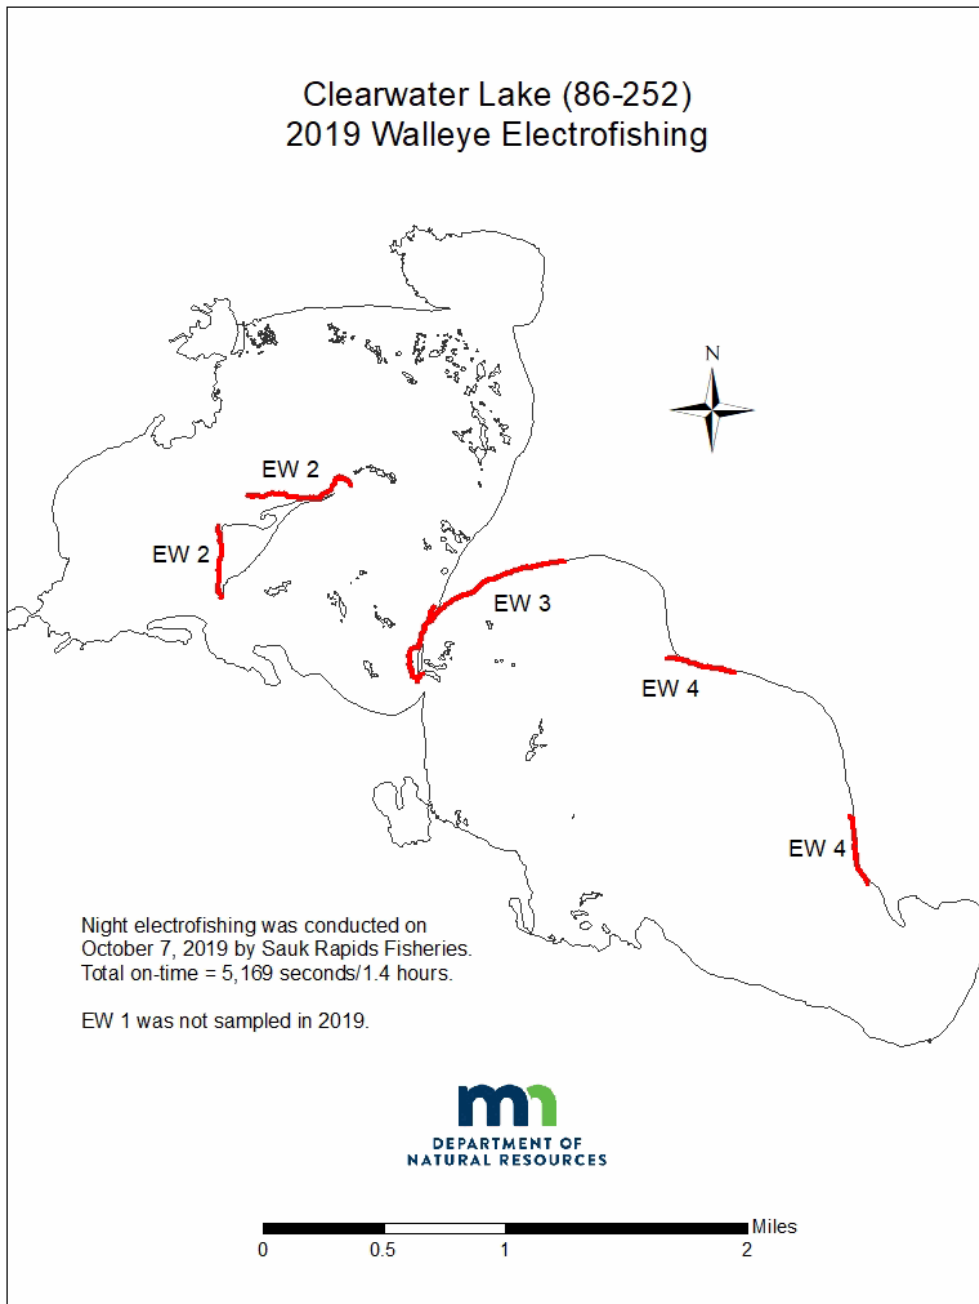 Clearwater Lake (86-252)
2019 Walleye Electrofishing
N
EW 2
EW 2
EW 3
EW 4
EW 4
Night electrofishing was conducted on
October 7, 2019 by Sauk Rapids Fisheries.
Total on-time = 5,169 seconds/1.4 hours.
EW 1 was not sampled in 2019.
mn
DEPARTMENT OF
NATURAL RESOURCES
Miles
0 0.5 1 2